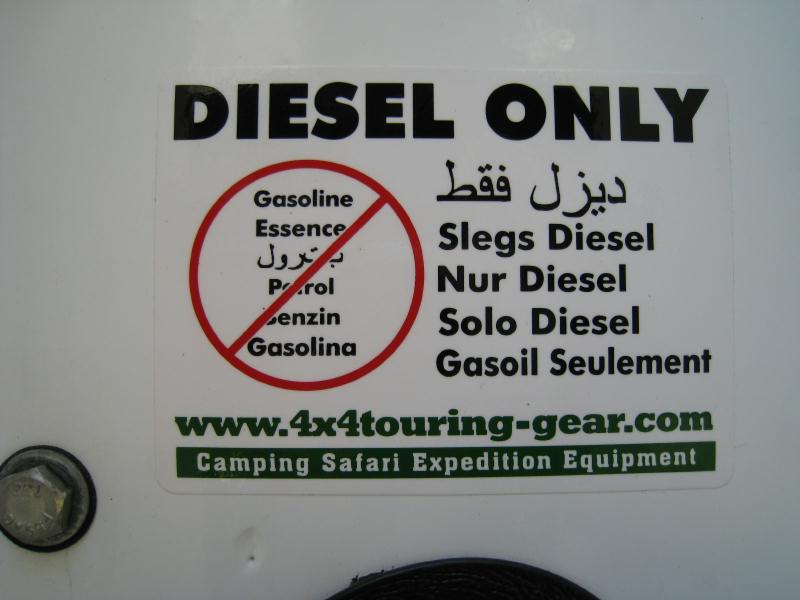 DIESEL ONLY
Gasoline
Essence
بترول
Petrol
Benzin
Gasolina
ديزل فقط
Slegs Diesel
Nur Diesel
Solo Diesel
Gasoil Seulement
www.4x4touring-gear.com
Camping Safari Expedition Equipment